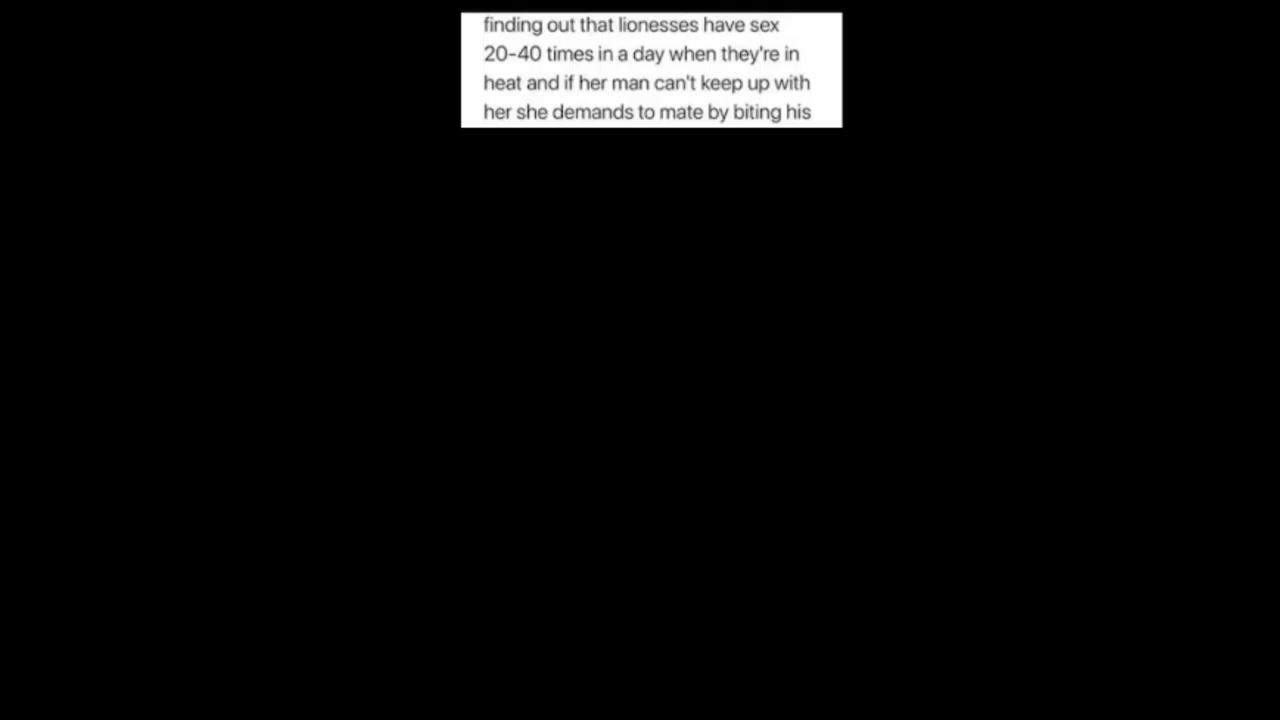 finding out that lionesses have sex
20-40 times in a day when they're in
heat and if her man can't keep up with
her she demands to mate by biting his